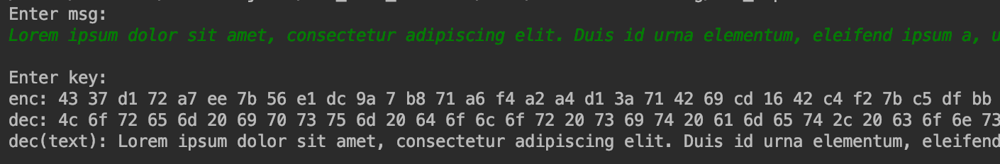 Enter msg:
Lorem ipsum dolor sit amet, consectetur adipiscing elit. Duis id urna elementum, eleifend ipsum a, u
Enter key:
enc: 43 37 d1 72 a7 ee 7b 56 e1 dc 9a 7 b8 71 a6 f4 a2 a4 d1 3a 71 42 69 cd 16 42 c4 f2 7b c5 df bb
dec: 4c 6f 72 65 6d 20 69 70 73 75 6d 20 64 6f 6c 6f 72 20 73 69 74 20 61 6d 65 74 2c 20 63 6f 6e 73
dec(text): Lorem ipsum dolor sit amet, consectetur adipiscing elit. Duis id urna elementum, eleifend